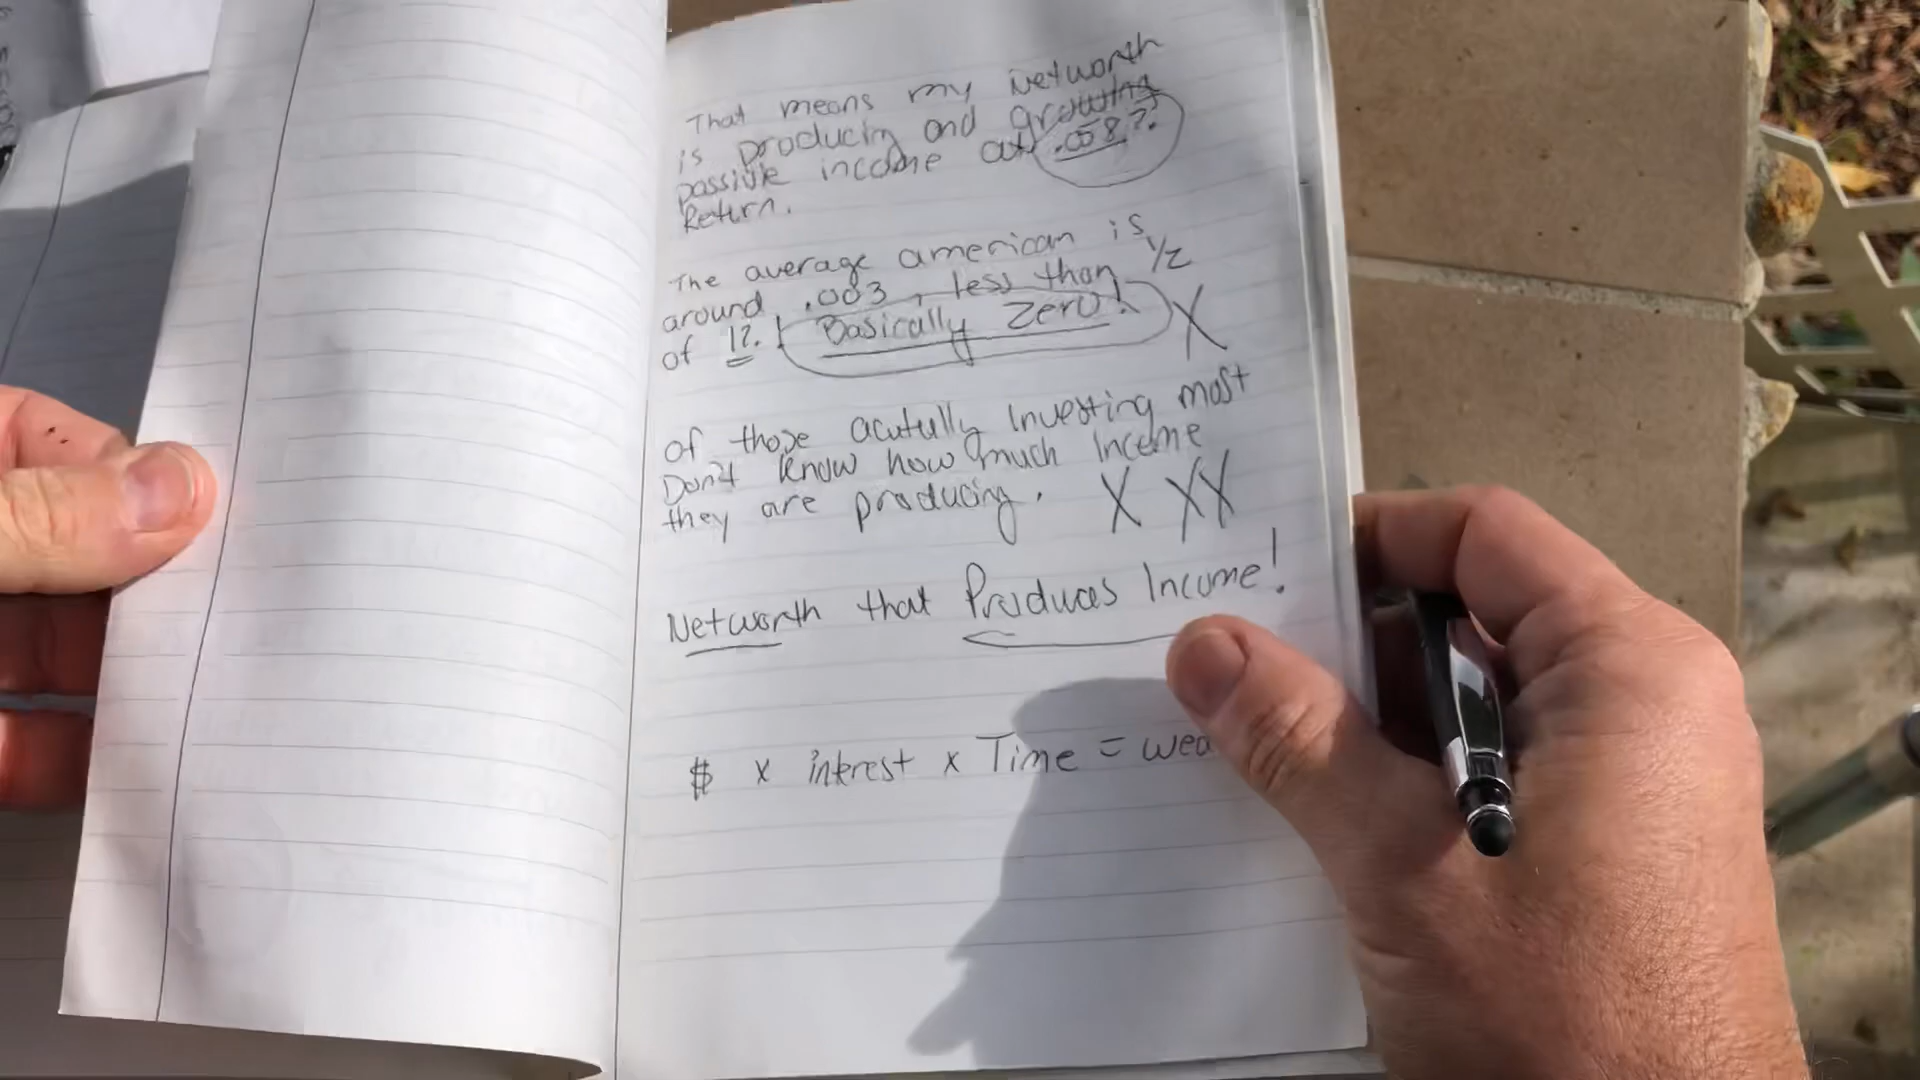 That means my Networth
is producing and growing
passive income at .058%
Return.
The average american is
around .003, less than 1/2
of 1%. Basically Zero! X
Of those acutully Investing most
Don't know how much Income
they are producing. X XX
Networth that Produces Income!
$ x interest x Time = wea